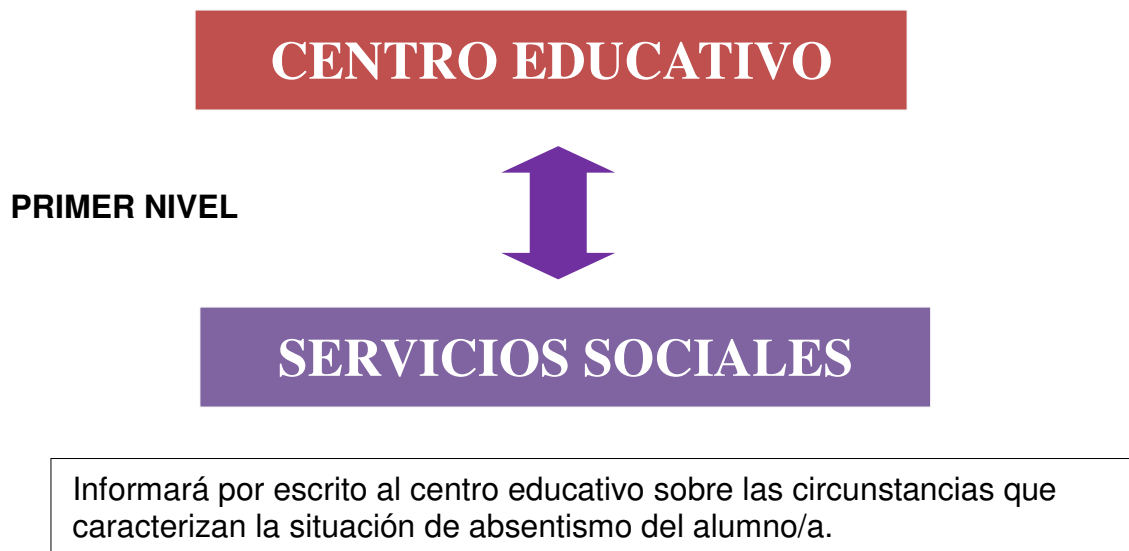 CENTRO EDUCATIVO
PRIMER NIVEL
SERVICIOS SOCIALES
Informará por escrito al centro educativo sobre las circunstancias que
caracterizan la situación de absentismo del alumno/a.